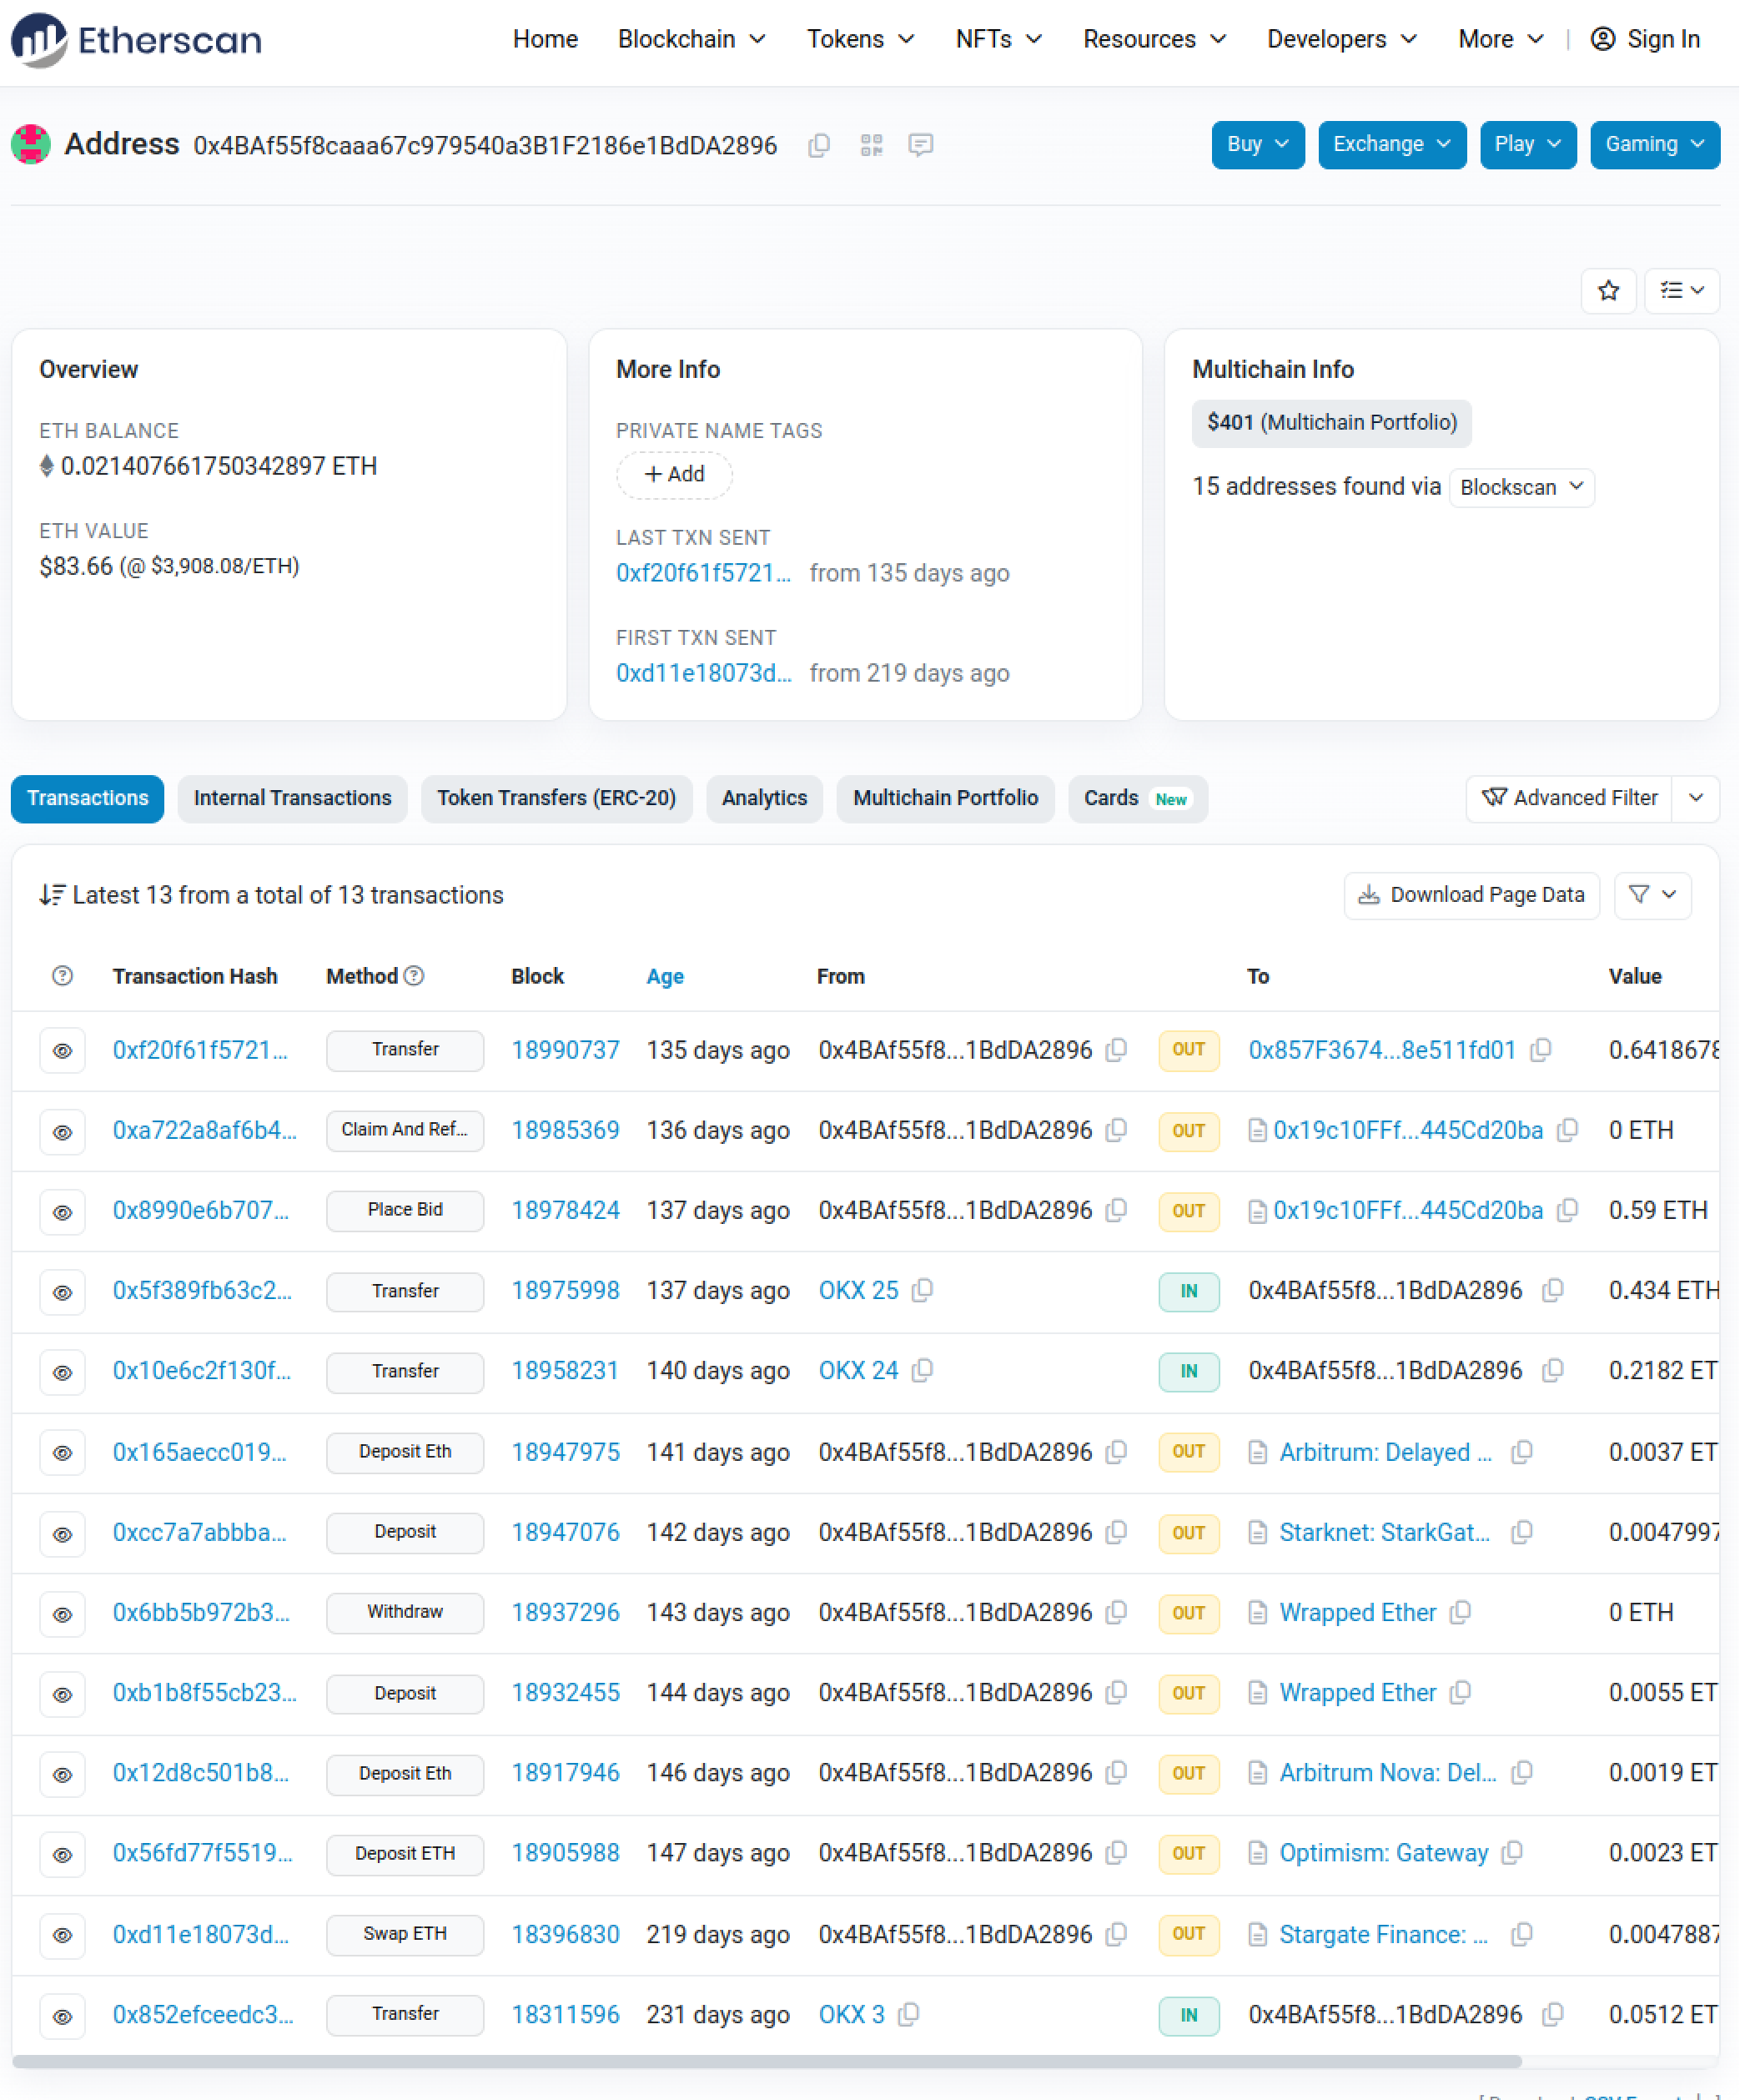 Etherscan
Home Blockchain Tokens NFTs Resources Developers More | Sign In
Address 0x4BAf55f8caaa67c979540a3B1F2186e1BdDA2896
Buy Exchange Play Gaming
Overview
ETH BALANCE
0.021407661750342897 ETH
ETH VALUE
$83.66 (@ $3,908.08/ETH)
More Info
PRIVATE NAME TAGS
+ Add
LAST TXN SENT
0xf20f61f5721... from 135 days ago
FIRST TXN SENT
0xd11e18073d... from 219 days ago
Multichain Info
$401 (Multichain Portfolio)
15 addresses found via Blockscan
Transactions Internal Transactions Token Transfers (ERC-20) Analytics Multichain Portfolio Cards New Advanced Filter
Latest 13 from a total of 13 transactions Download Page Data
Transaction Hash Method Block Age From To Value
0xf20f61f5721... Transfer 18990737 135 days ago 0x4BAf55f8...1BdDA2896 OUT 0x857F3674...8e511fd01 0.6418678
0xa722a8af6b4... Claim And Ref... 18985369 136 days ago 0x4BAf55f8...1BdDA2896 OUT 0x19c10FFf...445Cd20ba 0 ETH
0x8990e6b707... Place Bid 18978424 137 days ago 0x4BAf55f8...1BdDA2896 OUT 0x19c10FFf...445Cd20ba 0.59 ETH
0x5f389fb63c2... Transfer 18975998 137 days ago OKX 25 IN 0x4BAf55f8...1BdDA2896 0.434 ETH
0x10e6c2f130f... Transfer 18958231 140 days ago OKX 24 IN 0x4BAf55f8...1BdDA2896 0.2182 ET
0x165aecc019... Deposit Eth 18947975 141 days ago 0x4BAf55f8...1BdDA2896 OUT Arbitrum: Delayed ... 0.0037 ET
0xcc7a7abbba... Deposit 18947076 142 days ago 0x4BAf55f8...1BdDA2896 OUT Starknet: StarkGat... 0.0047997
0x6bb5b972b3... Withdraw 18937296 143 days ago 0x4BAf55f8...1BdDA2896 OUT Wrapped Ether 0 ETH
0xb1b8f55cb23... Deposit 18932455 144 days ago 0x4BAf55f8...1BdDA2896 OUT Wrapped Ether 0.0055 ET
0x12d8c501b8... Deposit Eth 18917946 146 days ago 0x4BAf55f8...1BdDA2896 OUT Arbitrum Nova: Del... 0.0019 ET
0x56fd77f5519... Deposit ETH 18905988 147 days ago 0x4BAf55f8...1BdDA2896 OUT Optimism: Gateway 0.0023 ET
0xd11e18073d... Swap ETH 18396830 219 days ago 0x4BAf55f8...1BdDA2896 OUT Stargate Finance: ... 0.0047887
0x852efceedc3... Transfer 18311596 231 days ago OKX 3 IN 0x4BAf55f8...1BdDA2896 0.0512 ET